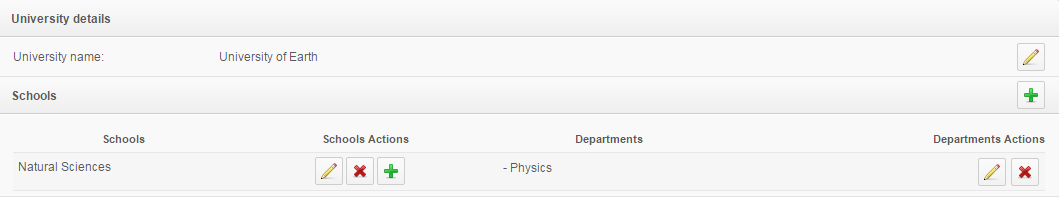 University details
University name: University of Earth
Schools
Schools Schools Actions Departments Departments Actions
Natural Sciences - Physics